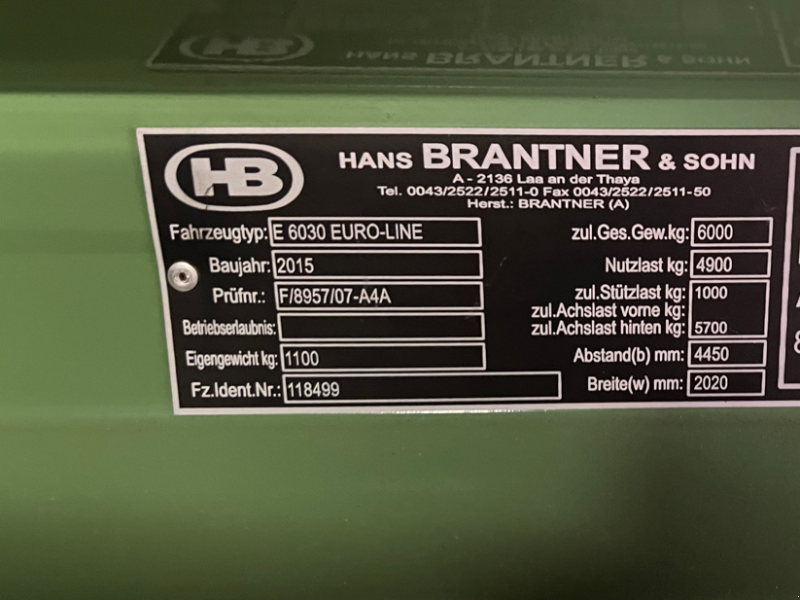 HB
HANS BRANTNER & SOHN
A - 2136 Laa an der Thaya
Tel. 0043/2522/2511-0 Fax 0043/2522/2511-50
Herst.: BRANTNER (A)
Fahrzeugtyp: E 6030 EURO-LINE
Baujahr: 2015
Prüfnr.: F/8957/07-A4A
Betriebserlaubnis:
Eigengewicht kg: 1100
Fz.Ident.Nr.: 118499
zul.Ges.Gew.kg: 6000
Nutzlast kg: 4900
zul.Stützlast kg: 1000
zul.Achslast vorne kg:
zul.Achslast hinten kg: 5700
Abstand(b) mm: 4450
Breite(w) mm: 2020